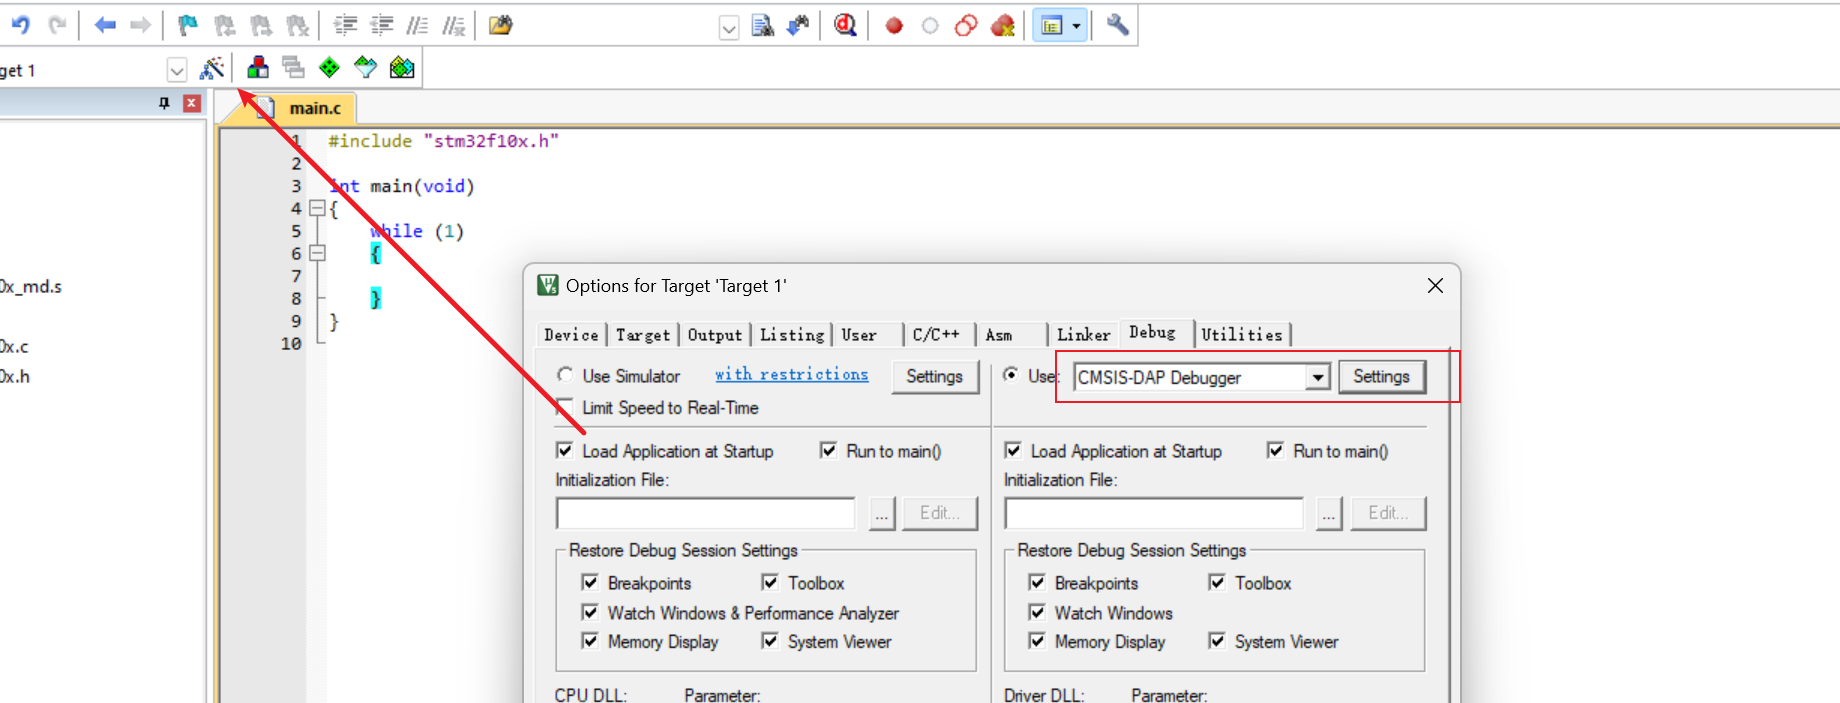 get 1
main.c
1 #include "stm32f10x.h"
2
3 int main(void)
4 {
5 while (1)
6 {
7
8 }
9 }
10
0x_md.s
0x.c
0x.h
Options for Target 'Target 1'
Device Target Output Listing User C/C++ Asm Linker Debug Utilities
Use Simulator with restrictions Settings
Limit Speed to Real-Time
Use: CMSIS-DAP Debugger Settings
Load Application at Startup Run to main()
Initialization File:
... Edit...
Load Application at Startup Run to main()
Initialization File:
... Edit...
Restore Debug Session Settings
Breakpoints Toolbox
Watch Windows & Performance Analyzer
Memory Display System Viewer
Restore Debug Session Settings
Breakpoints Toolbox
Watch Windows
Memory Display System Viewer
CPU DLL: Parameter:
Driver DLL: Parameter: